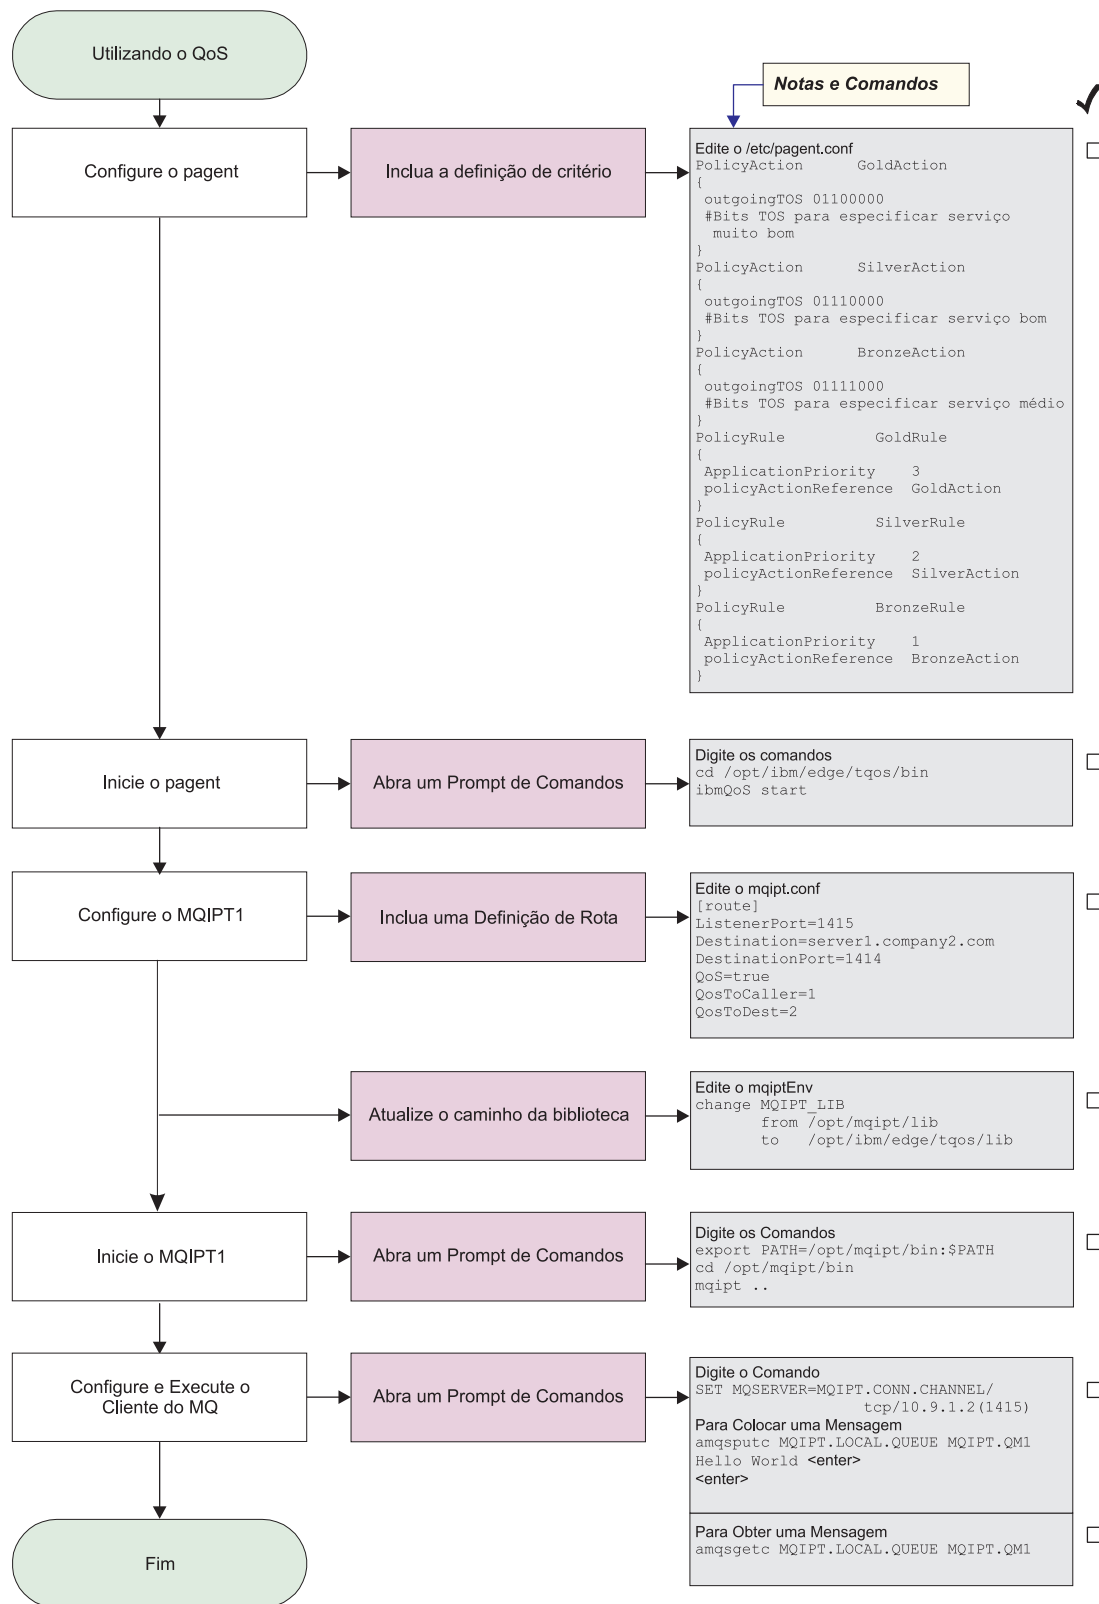 Utilizando o QoS
Notas e Comandos
Configure o pagent
Inclua a definição de critério
Edite o /etc/pagent.conf
PolicyAction GoldAction
{
outgoingTOS 01100000
#Bits TOS para especificar serviço
muito bom
}
PolicyAction SilverAction
{
outgoingTOS 01110000
#Bits TOS para especificar serviço bom
}
PolicyAction BronzeAction
{
outgoingTOS 01111000
#Bits TOS para especificar serviço médio
}
PolicyRule GoldRule
{
ApplicationPriority 3
policyActionReference GoldAction
}
PolicyRule SilverRule
{
ApplicationPriority 2
policyActionReference SilverAction
}
PolicyRule BronzeRule
{
ApplicationPriority 1
policyActionReference BronzeAction
}
Inicie o pagent
Abra um Prompt de Comandos
Digite os comandos
cd /opt/ibm/edge/tqos/bin
ibmQoS start
Configure o MQIPT1
Inclua uma Definição de Rota
Edite o mqipt.conf
[route]
ListenerPort=1415
Destination=server1.company2.com
DestinationPort=1414
QoS=true
QosToCaller=1
QosToDest=2
Atualize o caminho da biblioteca
Edite o mqiptEnv
change MQIPT_LIB
from /opt/mqipt/lib
to /opt/ibm/edge/tqos/lib
Inicie o MQIPT1
Abra um Prompt de Comandos
Digite os Comandos
export PATH=/opt/mqipt/bin:$PATH
cd /opt/mqipt/bin
mqipt ..
Configure e Execute o
Cliente do MQ
Abra um Prompt de Comandos
Digite o Comando
SET MQSERVER=MQIPT.CONN.CHANNEL/
tcp/10.9.1.2(1415)
Para Colocar uma Mensagem
amqsputc MQIPT.LOCAL.QUEUE MQIPT.QM1
Hello World <enter>
<enter>
Para Obter uma Mensagem
amqsgetc MQIPT.LOCAL.QUEUE MQIPT.QM1
Fim